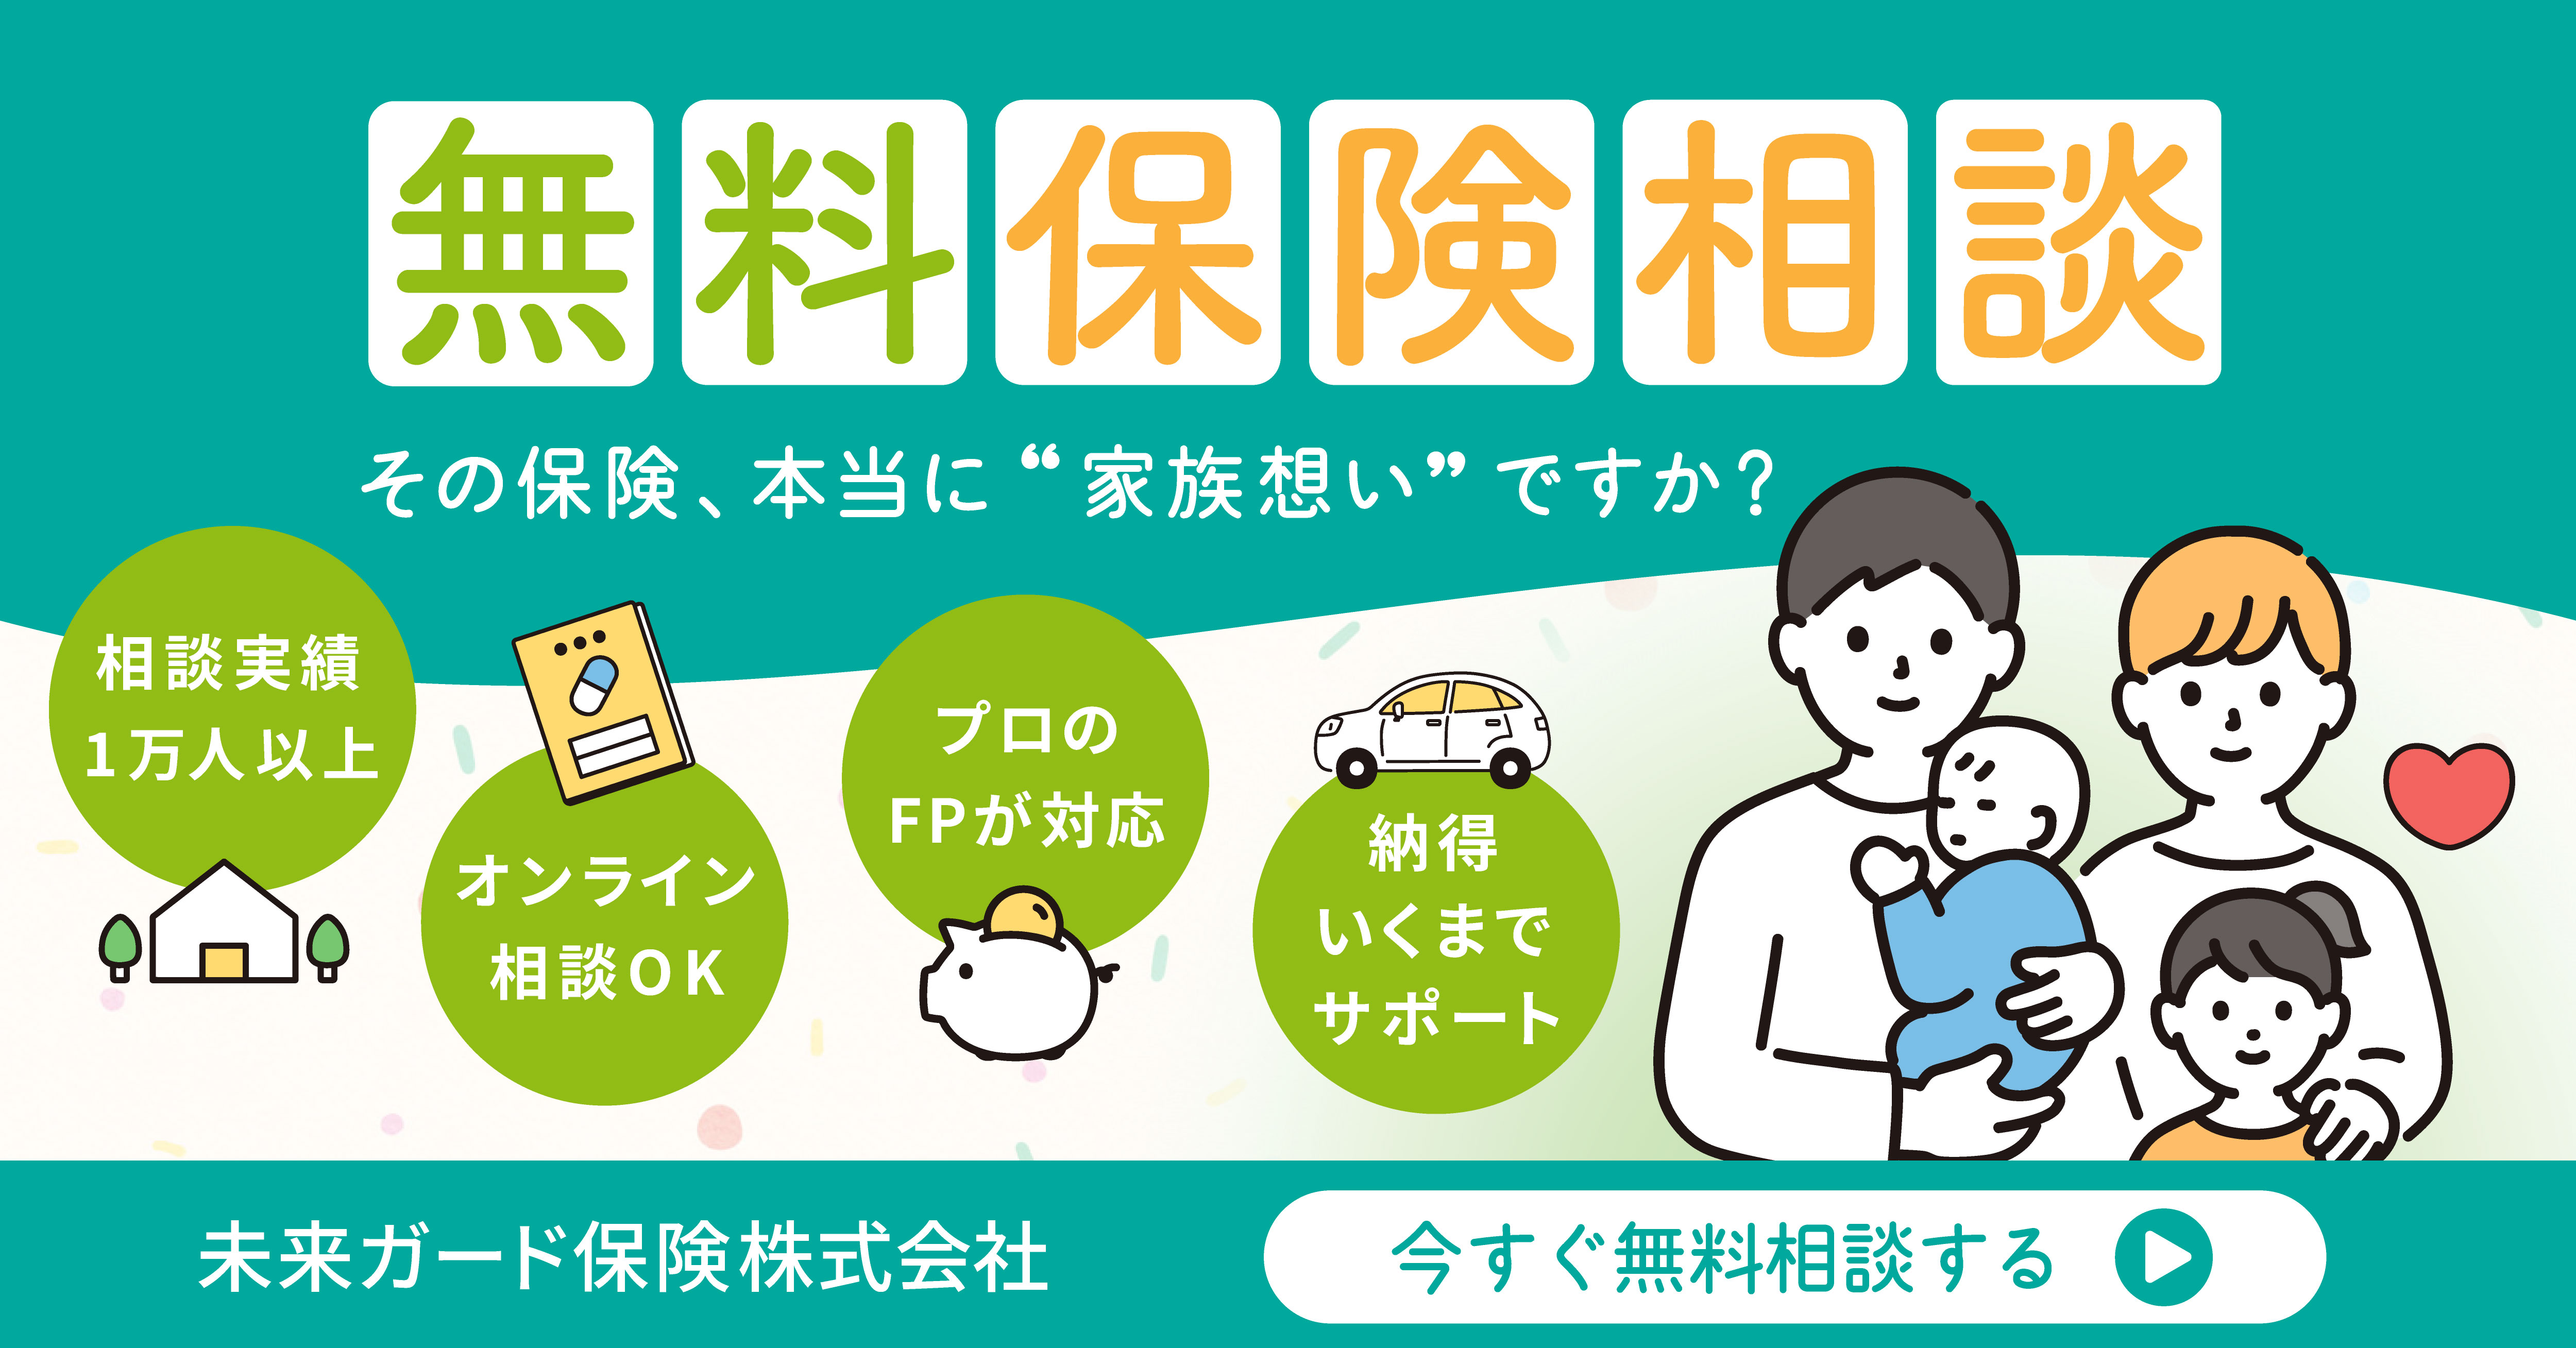 無料保険相談
その保険、本当に“家族想い”ですか？
相談実績
1万人以上
オンライン
相談OK
プロの
FPが対応
納得
いくまで
サポート
未来ガード保険株式会社
今すぐ無料相談する